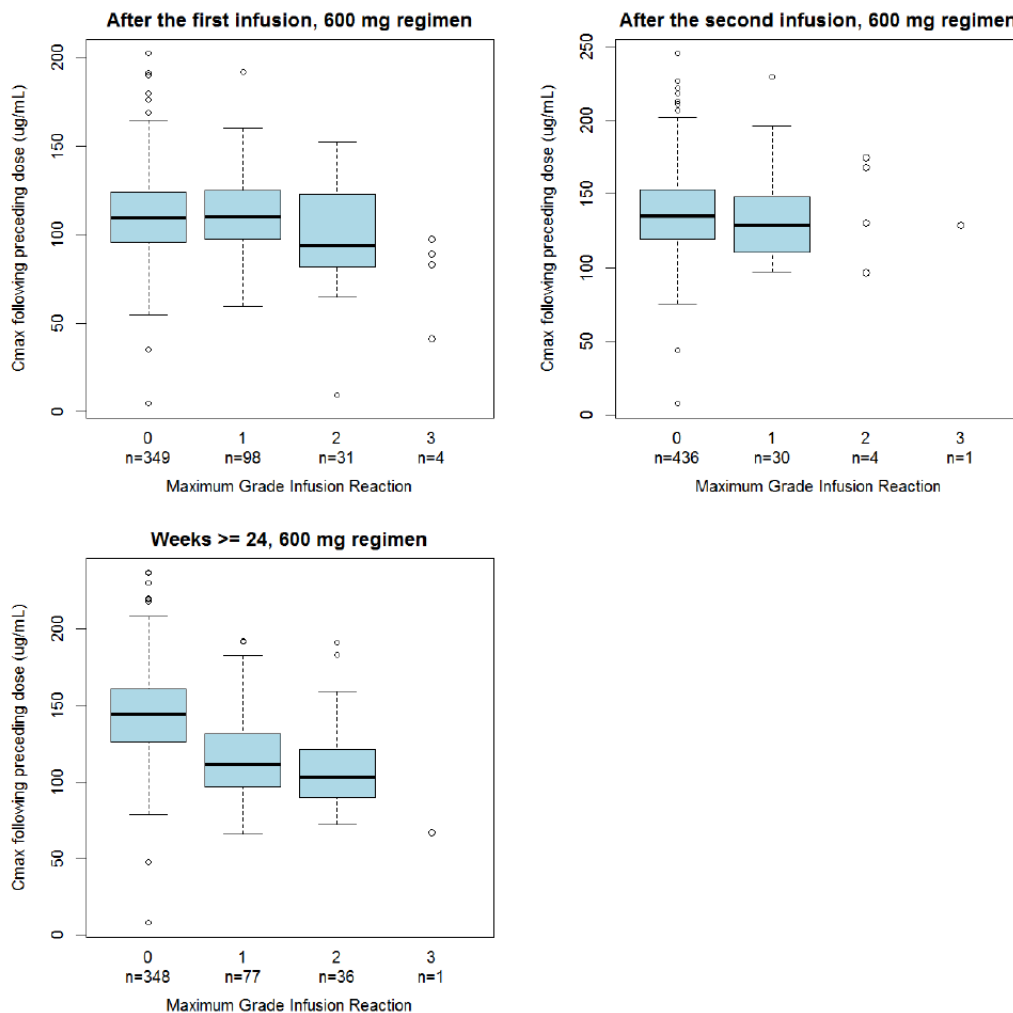 After the first infusion, 600 mg regimen
Cmax following preceding dose (ug/mL)
200
150
100
50
0
0 1 2 3
n=349 n=98 n=31 n=4
Maximum Grade Infusion Reaction
After the second infusion, 600 mg regimen
Cmax following preceding dose (ug/mL)
250
200
150
100
50
0
0 1 2 3
n=436 n=30 n=4 n=1
Maximum Grade Infusion Reaction
Weeks >= 24, 600 mg regimen
Cmax following preceding dose (ug/mL)
200
150
100
50
0
0 1 2 3
n=348 n=77 n=36 n=1
Maximum Grade Infusion Reaction